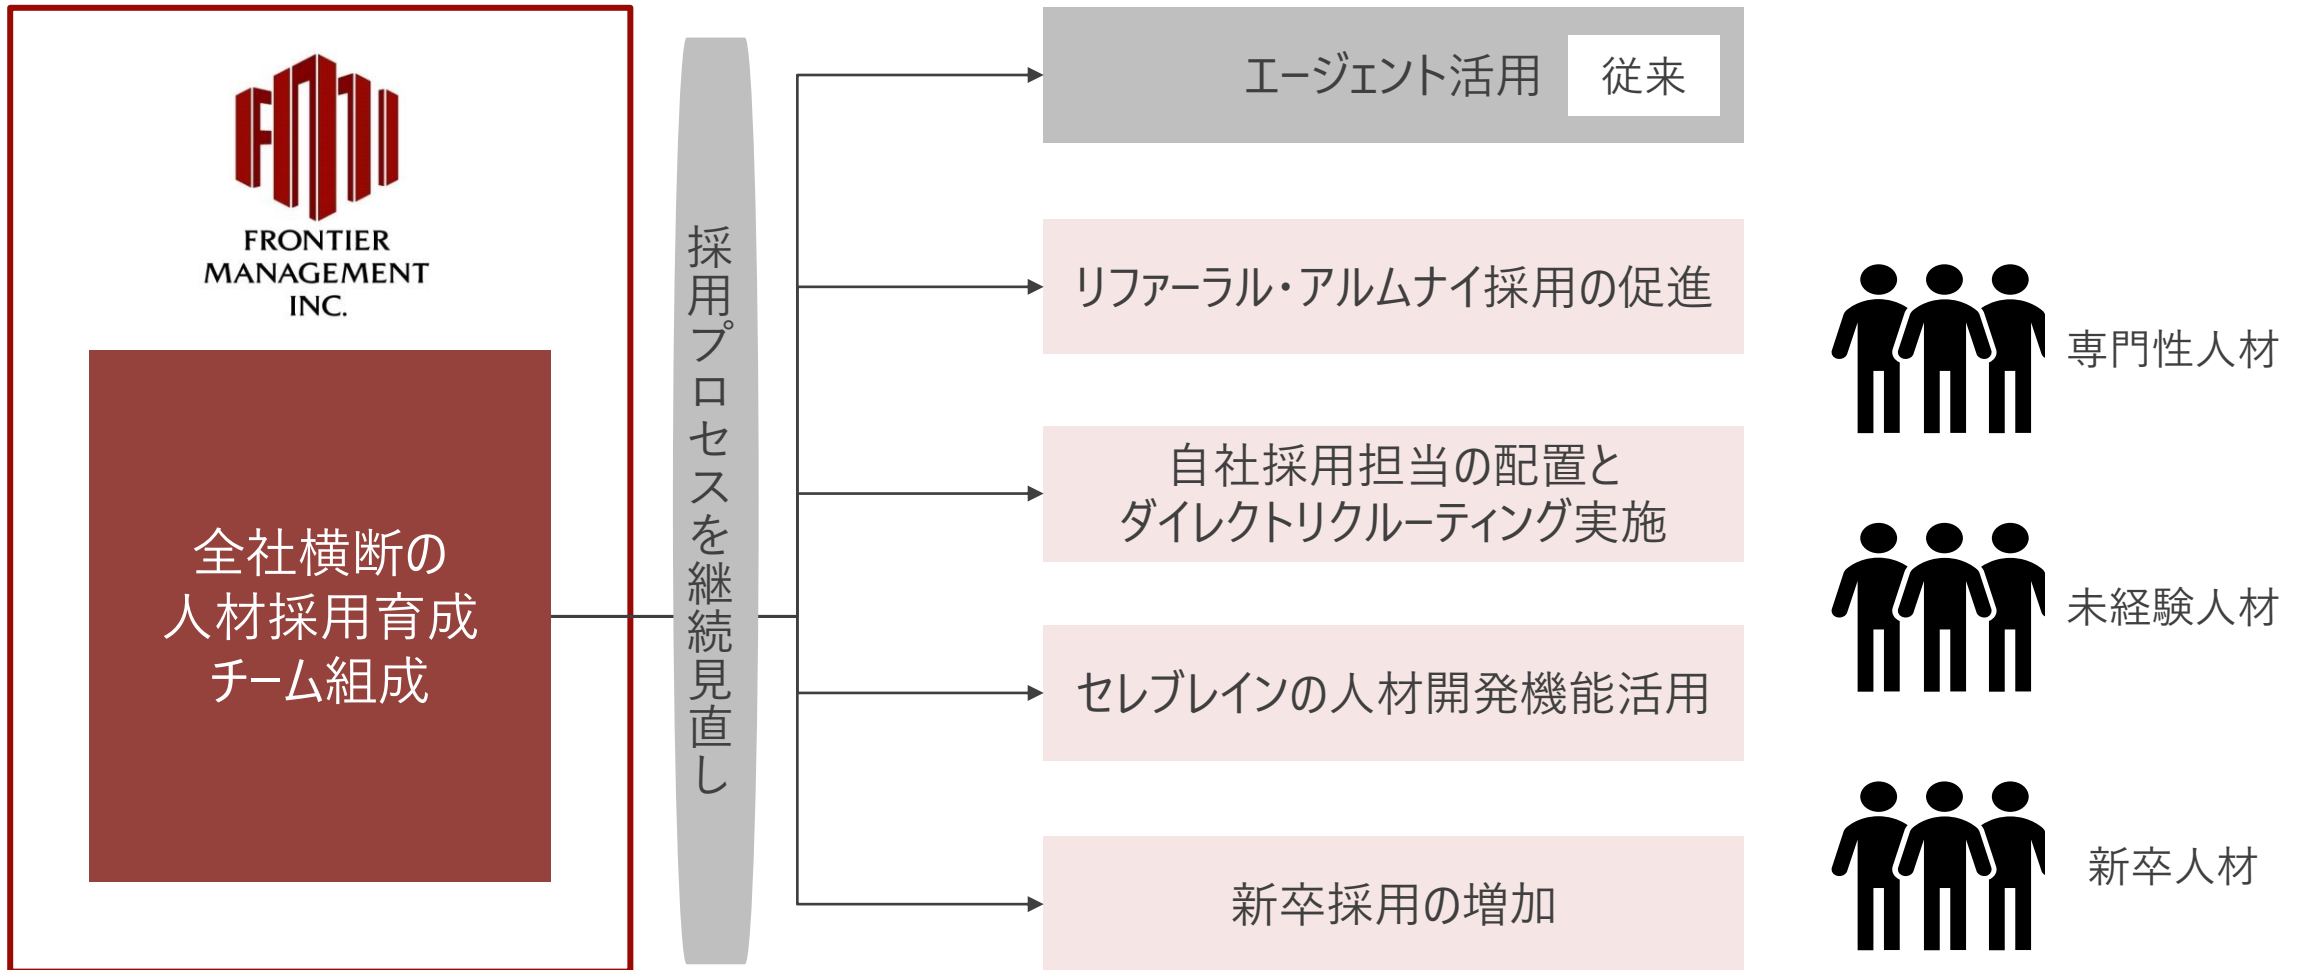 FMI
FRONTIER
MANAGEMENT
INC.
全社横断の
人材採用育成
チーム組成
採用プロセスを継続見直し
エージェント活用
従来
リファーラル・アルムナイ採用の促進
自社採用担当の配置と
ダイレクトリクルーティング実施
セレブレインの人材開発機能活用
新卒採用の増加
専門性人材
未経験人材
新卒人材